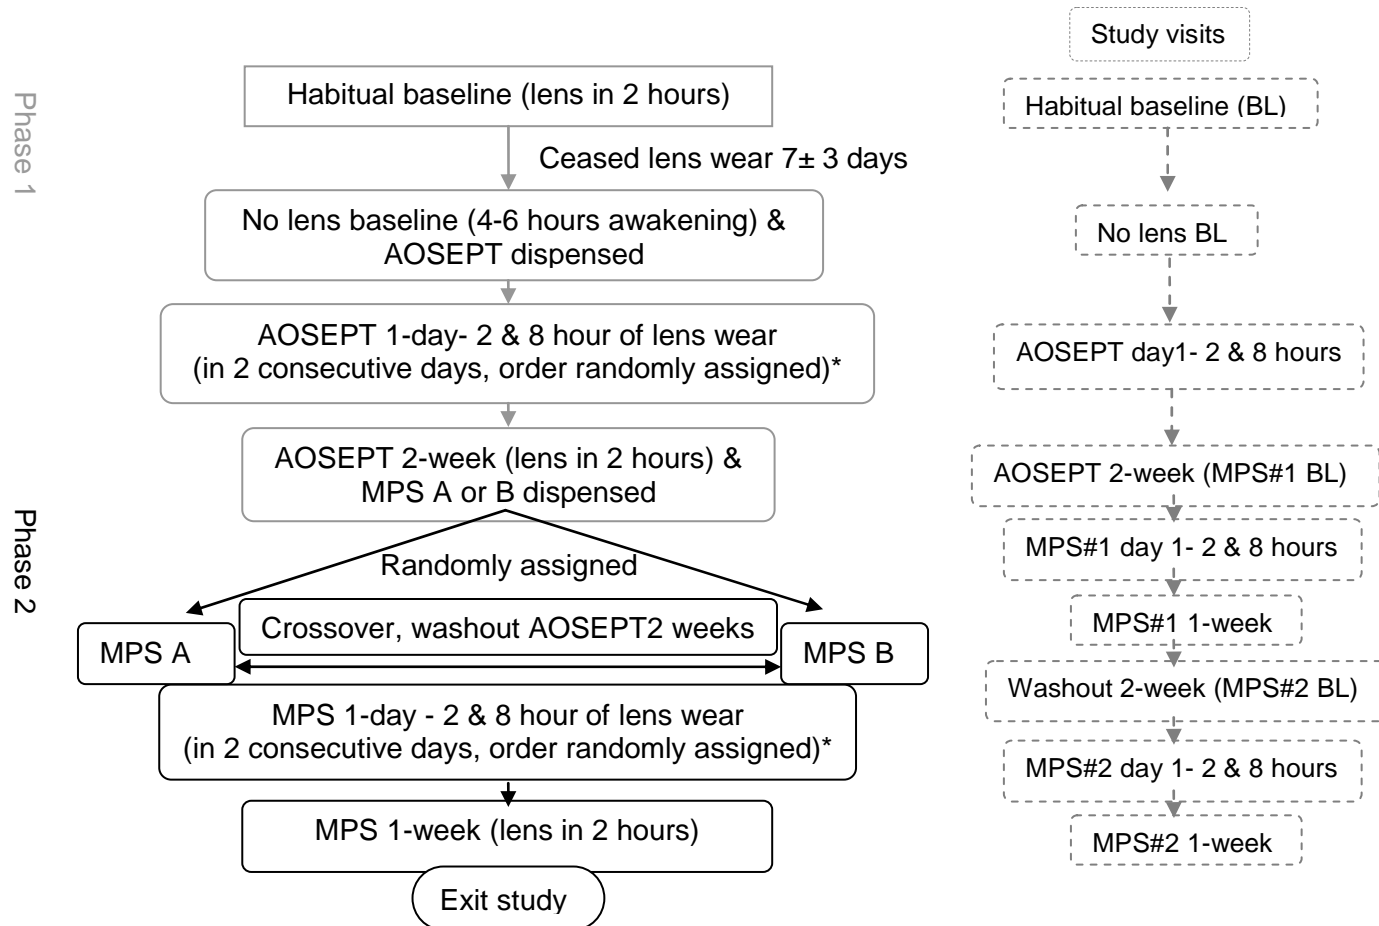 Phase 1
Habitual baseline (lens in 2 hours)
Ceased lens wear 7± 3 days
No lens baseline (4-6 hours awakening) &
AOSEPT dispensed
AOSEPT 1-day- 2 & 8 hour of lens wear
(in 2 consecutive days, order randomly assigned)*
AOSEPT 2-week (lens in 2 hours) &
MPS A or B dispensed
Phase 2
Randomly assigned
Crossover, washout AOSEPT2 weeks
MPS A
MPS B
MPS 1-day - 2 & 8 hour of lens wear
(in 2 consecutive days, order randomly assigned)*
MPS 1-week (lens in 2 hours)
Exit study
Study visits
Habitual baseline (BL)
No lens BL
AOSEPT day1- 2 & 8 hours
AOSEPT 2-week (MPS#1 BL)
MPS#1 day 1- 2 & 8 hours
MPS#1 1-week
Washout 2-week (MPS#2 BL)
MPS#2 day 1- 2 & 8 hours
MPS#2 1-week